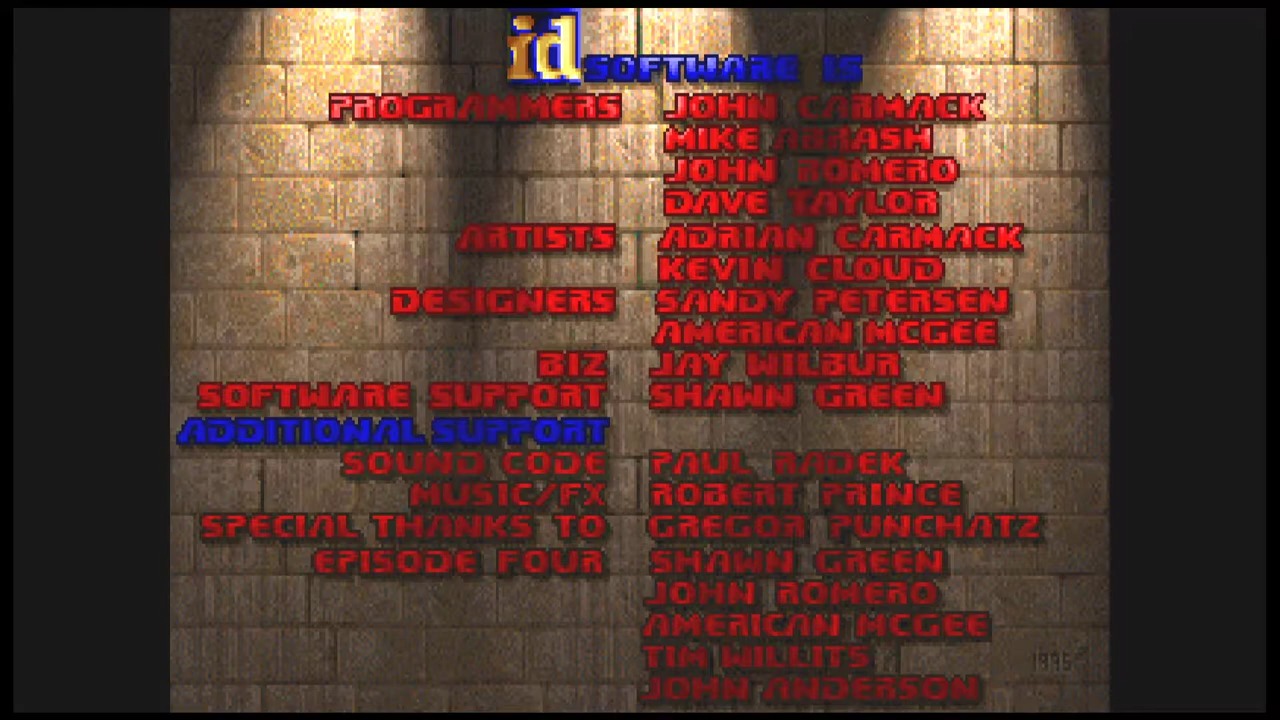 id SOFTWARE IS
PROGRAMMERS JOHN CARMACK
MIKE ABRASH
JOHN ROMERO
DAVE TAYLOR
ARTISTS ADRIAN CARMACK
KEVIN CLOUD
DESIGNERS SANDY PETERSEN
AMERICAN MCGEE
BIZ JAY WILBUR
SOFTWARE SUPPORT SHAWN GREEN
ADDITIONAL SUPPORT
SOUND CODE PAUL RADEK
MUSIC/FX ROBERT PRINCE
SPECIAL THANKS TO GREGOR PUNCHATZ
EPISODE FOUR SHAWN GREEN
JOHN ROMERO
AMERICAN MCGEE
TIM WILLITS
1995
JOHN ANDERSON